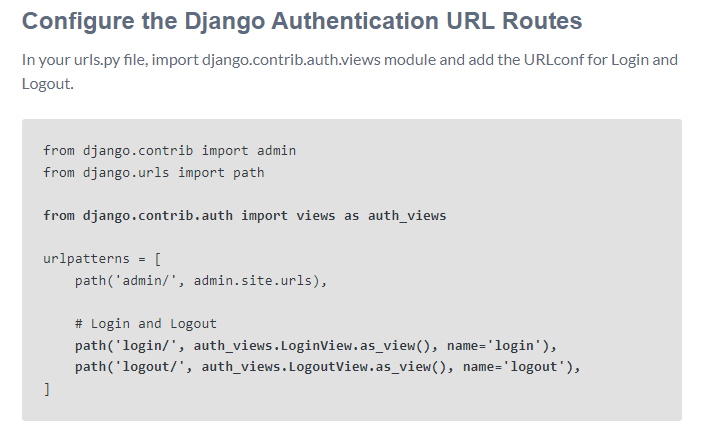 Configure the Django Authentication URL Routes
In your urls.py file, import django.contrib.auth.views module and add the URLconf for Login and
Logout.
from django.contrib import admin
from django.urls import path
from django.contrib.auth import views as auth_views
urlpatterns = [
    path('admin/', admin.site.urls),
    # Login and Logout
    path('login/', auth_views.LoginView.as_view(), name='login'),
    path('logout/', auth_views.LogoutView.as_view(), name='logout'),
]